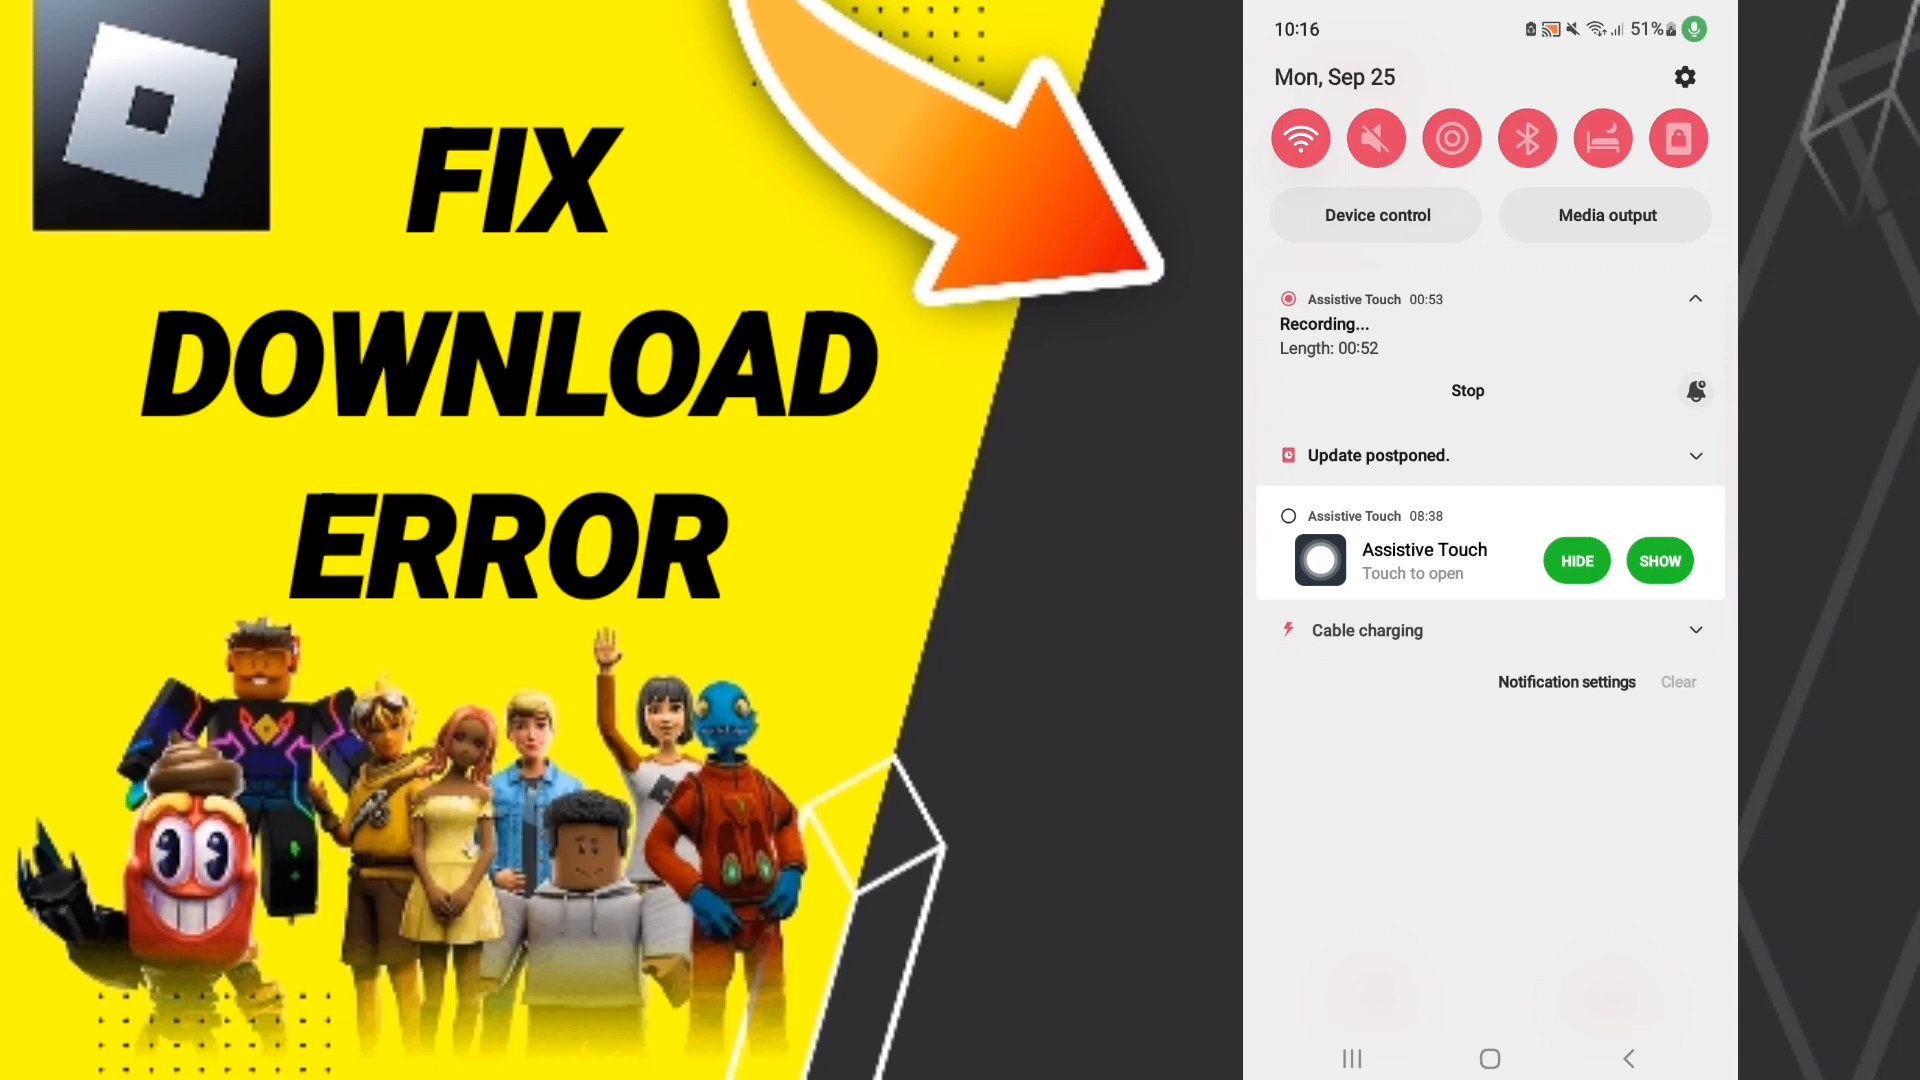 FIX
DOWNLOAD
ERROR
10:16
51%
Mon, Sep 25
Device control
Media output
Assistive Touch 00:53
Recording...
Length: 00:52
Stop
Update postponed.
Assistive Touch 08:38
Assistive Touch
Touch to open
HIDE
SHOW
Cable charging
Notification settings
Clear